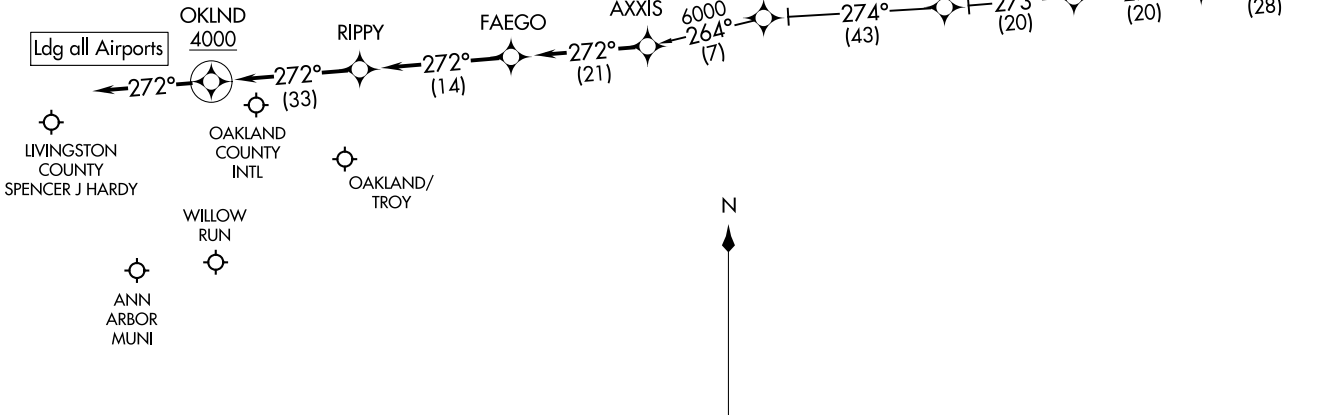 OKLND
4000
Ldg all Airports
RIPPY
FAEGO
AXXIS
6000
272°
272°
(33)
272°
(14)
272°
(21)
264°
(7)
274°
(43)
(20)
(20)
(28)
LIVINGSTON
COUNTY
SPENCER J HARDY
OAKLAND
COUNTY
INTL
OAKLAND/
TROY
WILLOW
RUN
ANN
ARBOR
MUNI
N